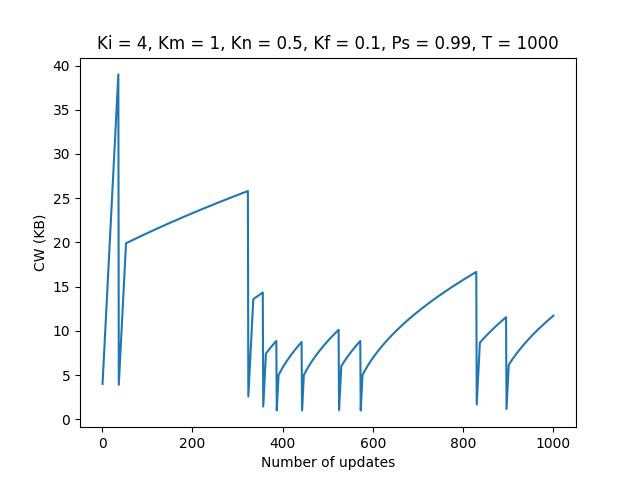 Ki = 4, Km = 1, Kn = 0.5, Kf = 0.1, Ps = 0.99, T = 1000
40
35
30
25
20
15
10
5
0
CW (KB)
0 200 400 600 800 1000
Number of updates